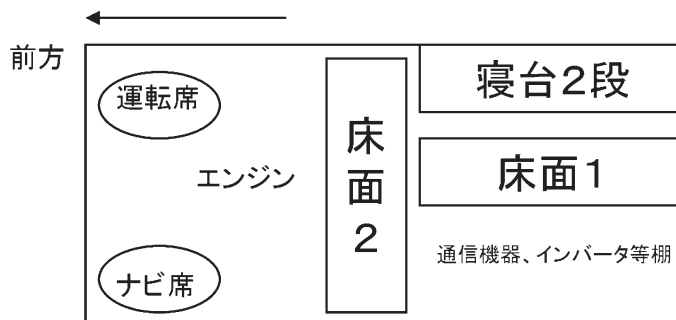 前方
運転席
エンジン
ナビ席
床面2
寝台2段
床面1
通信機器、インバータ等棚